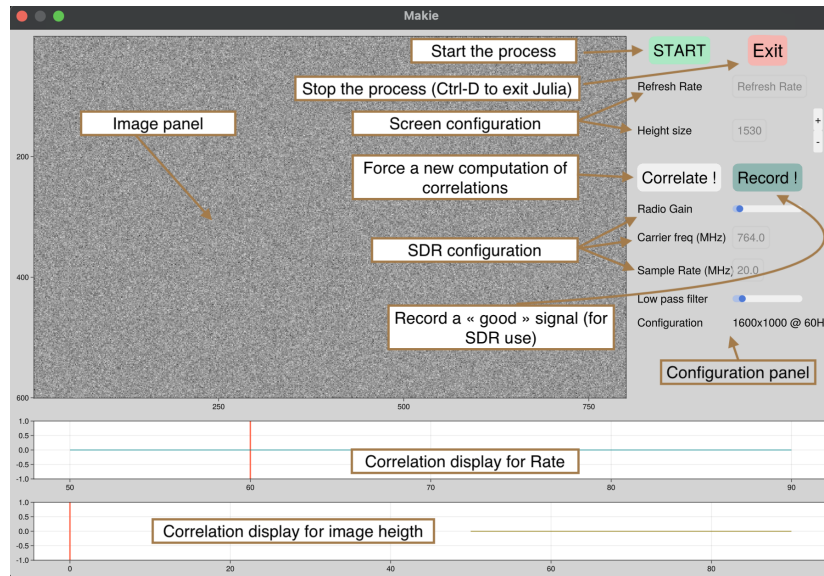 Makie
Start the process
START
Exit
Stop the process (Ctrl-D to exit Julia)
Refresh Rate
Refresh Rate
Image panel
Screen configuration
Height size
1530
+
-
200
Force a new computation of
correlations
Correlate !
Record !
Radio Gain
SDR configuration
Carrier freq (MHz)
764.0
400
Sample Rate (MHz)
20.0
Low pass filter
Record a « good » signal (for
SDR use)
Configuration
1600x1000 @ 60H
Configuration panel
600
250
500
750
1.0
0.5
0.0
-0.5
-1.0
Correlation display for Rate
50
60
70
80
90
1.0
0.5
0.0
-0.5
-1.0
Correlation display for image heigth
0
20
40
60
80